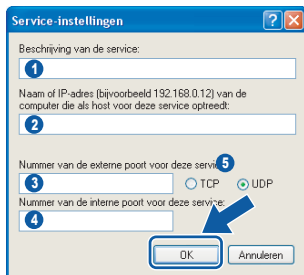 Service-instellingen
Beschrijving van de service:
1
Naam of IP-adres (bijvoorbeeld 192.168.0.12) van de
computer die als host voor deze service optreedt:
2
Nummer van de externe poort voor deze servic 5
3
TCP UDP
Nummer van de interne poort voor deze service:
4
OK Annuleren